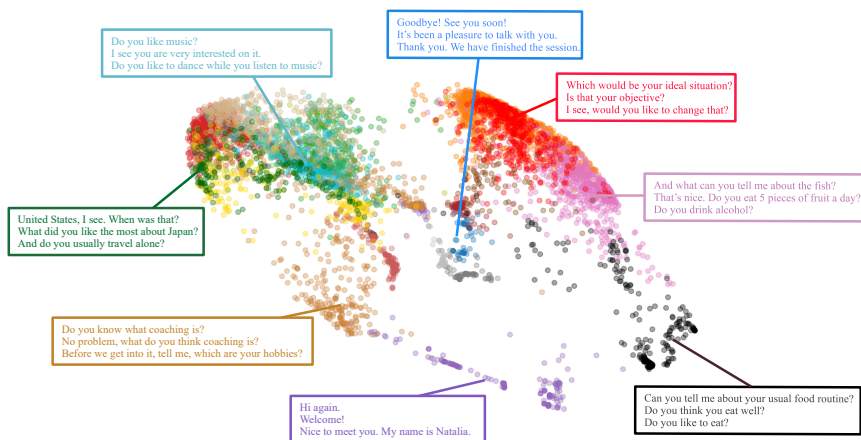 Goodbye! See you soon!
It's been a pleasure to talk with you.
Thank you. We have finished the session.
Do you like music?
I see you are very interested on it.
Do you like to dance while you listen to music?
Which would be your ideal situation?
Is that your objective?
I see, would you like to change that?
And what can you tell me about the fish?
That's nice. Do you eat 5 pieces of fruit a day?
Do you drink alcohol?
United States, I see. When was that?
What did you like the most about Japan?
And do you usually travel alone?
Do you know what coaching is?
No problem, what do you think coaching is?
Before we get into it, tell me, which are your hobbies?
Can you tell me about your usual food routine?
Do you think you eat well?
Do you like to eat?
Hi again.
Welcome!
Nice to meet you. My name is Natalia.